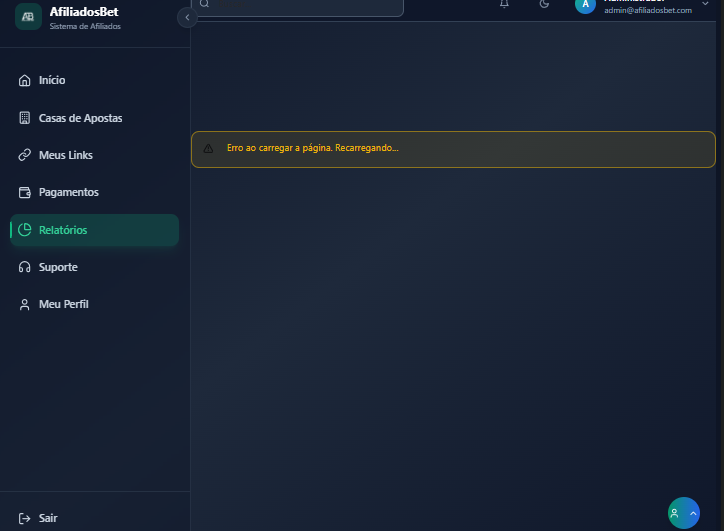 AfiliadosBet
Sistema de Afiliados
admin@afiliadosbet.com
A
Início
Casas de Apostas
Meus Links
Pagamentos
Relatórios
Suporte
Meu Perfil
Erro ao carregar a página. Recarregando...
Sair